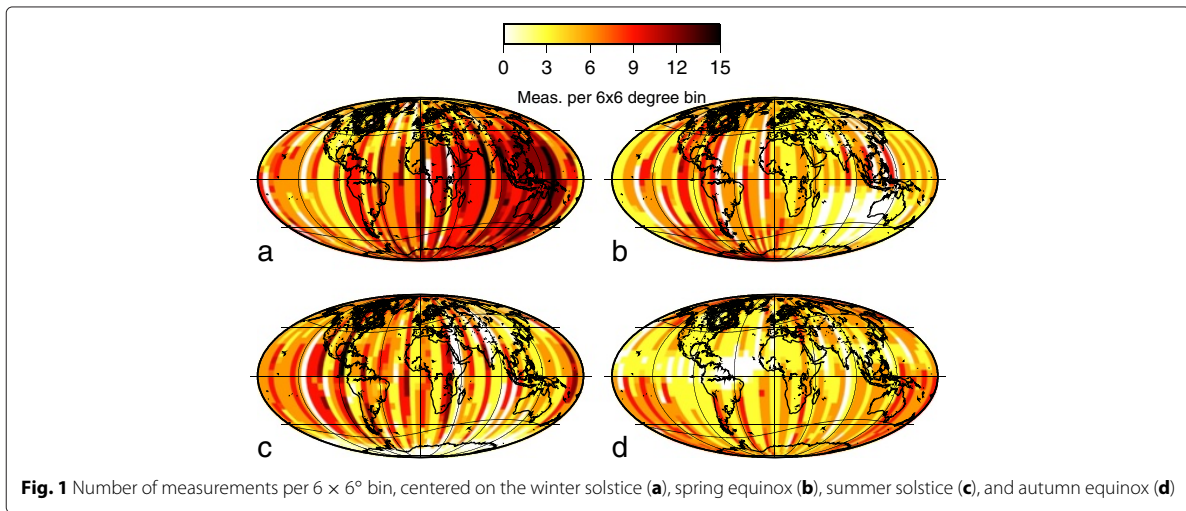 0 3 6 9 12 15
Meas. per 6x6 degree bin
a
b
c
d
Fig. 1 Number of measurements per 6 × 6° bin, centered on the winter solstice (a), spring equinox (b), summer solstice (c), and autumn equinox (d)